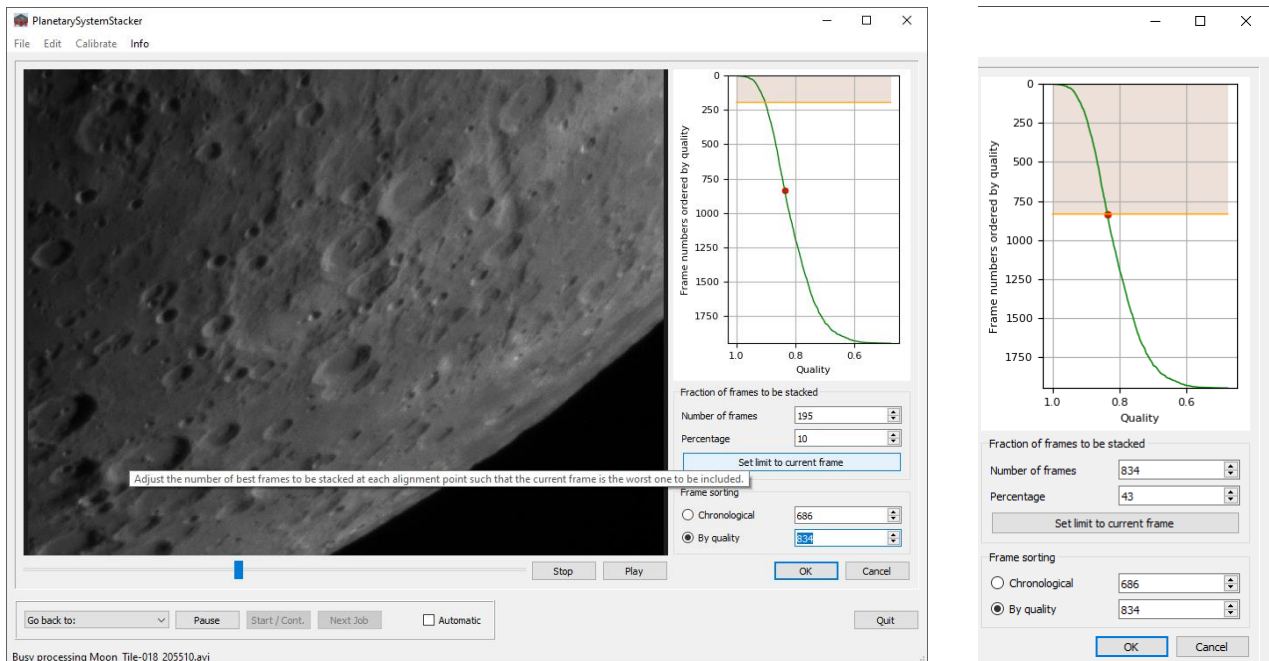 PlanetarySystemStacker
File Edit Calibrate Info
0
250
500
750
1000
1250
1500
1750
Frame numbers ordered by quality
1.0 0.8 0.6
Quality
Fraction of frames to be stacked
Number of frames 195
Percentage 10
Set limit to current frame
Adjust the number of best frames to be stacked at each alignment point such that the current frame is the worst one to be included.
Frame sorting
Chronological 686
By quality 834
Stop Play OK Cancel
Go back to: Pause Start / Cont. Next Job Automatic Quit
Busy processing Moon_Tile-018_205510.avi
0
250
500
750
1000
1250
1500
1750
Frame numbers ordered by quality
1.0 0.8 0.6
Quality
Fraction of frames to be stacked
Number of frames 834
Percentage 43
Set limit to current frame
Frame sorting
Chronological 686
By quality 834
OK Cancel